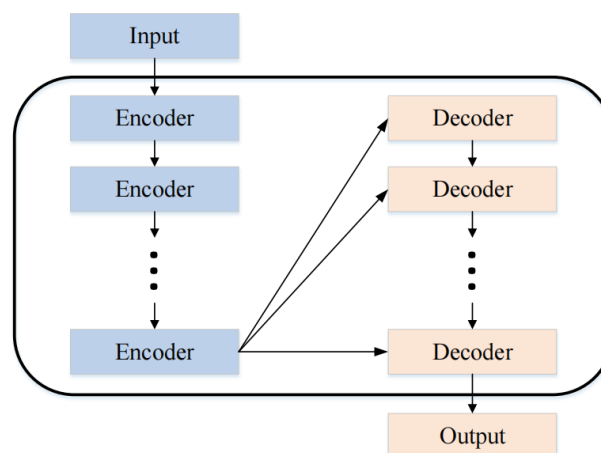 Input
Encoder
Encoder
Encoder
Decoder
Decoder
Decoder
Output